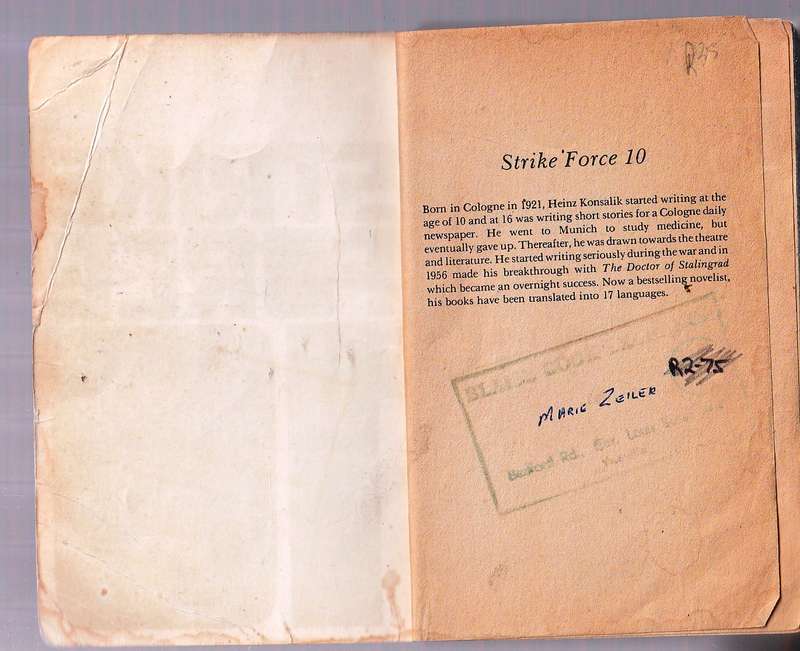 R35
Strike Force 10
Born in Cologne in 1921, Heinz Konsalik started writing at the
age of 10 and at 16 was writing short stories for a Cologne daily
newspaper. He went to Munich to study medicine, but
eventually gave up. Thereafter, he was drawn towards the theatre
and literature. He started writing seriously during the war and in
1956 made his breakthrough with The Doctor of Stalingrad
which became an overnight success. Now a bestselling novelist,
his books have been translated into 17 languages.
R2-75
MARIE ZEILER
Rd.